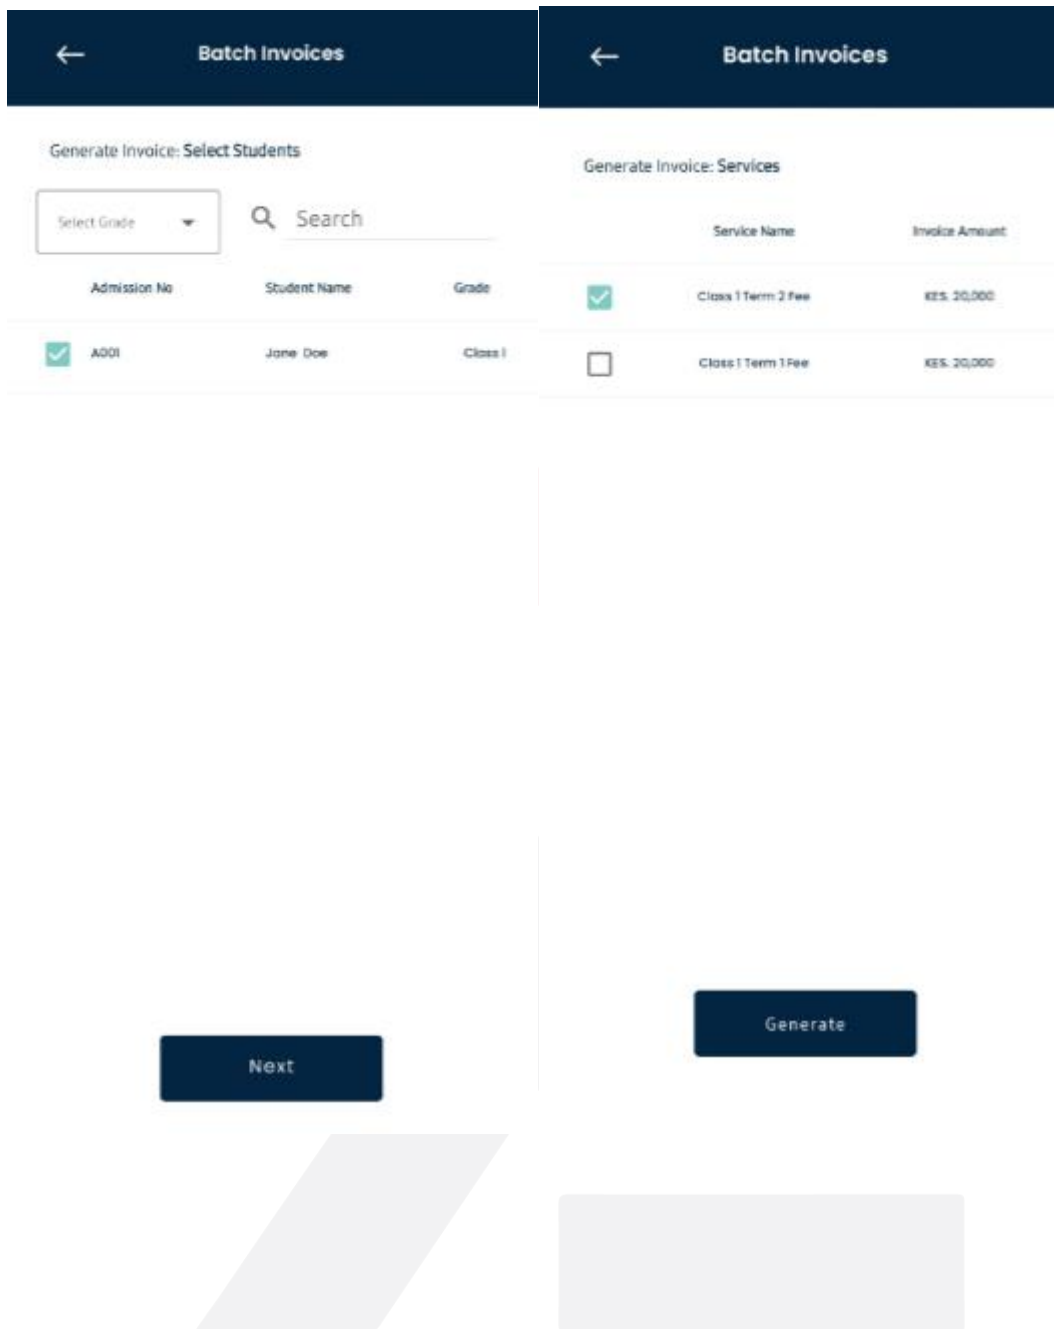 Batch Invoices
Generate Invoice: Select Students
Select Grade
Search
Admission No Student Name Grade
A001 Jane Doe Class 1
Next
Batch Invoices
Generate Invoice: Services
Service Name Invoice Amount
Class 1 Term 2 Fee KES. 20,000
Class 1 Term 1 Fee KES. 20,000
Generate